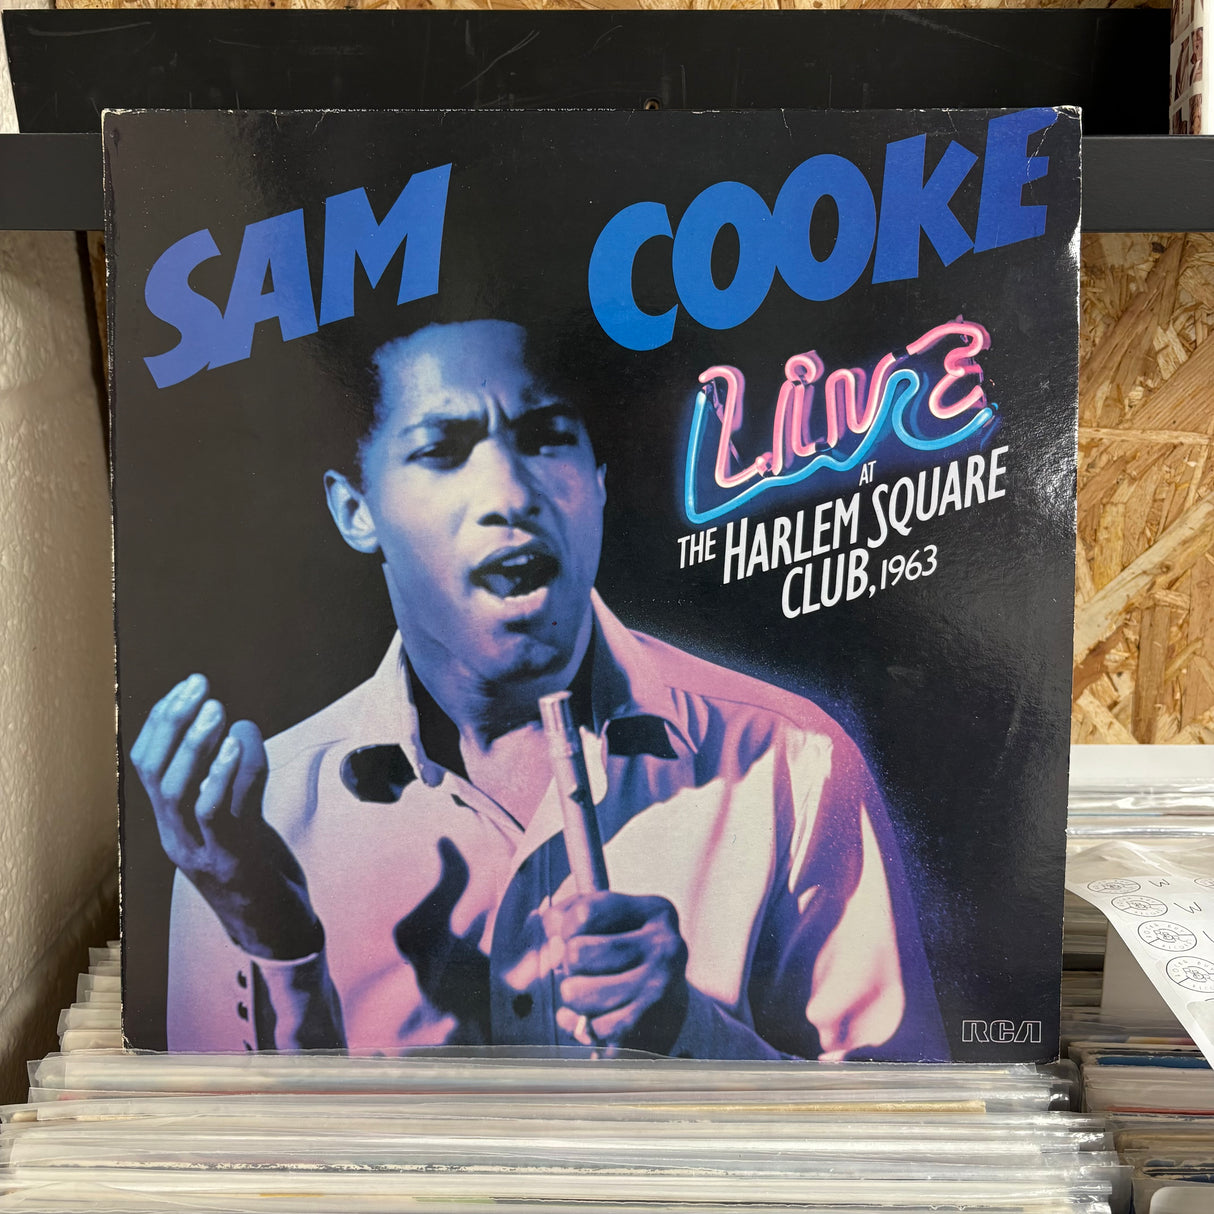 SAM COOKE
LIVE
AT
THE HARLEM SQUARE
CLUB, 1963
RCA
W
W